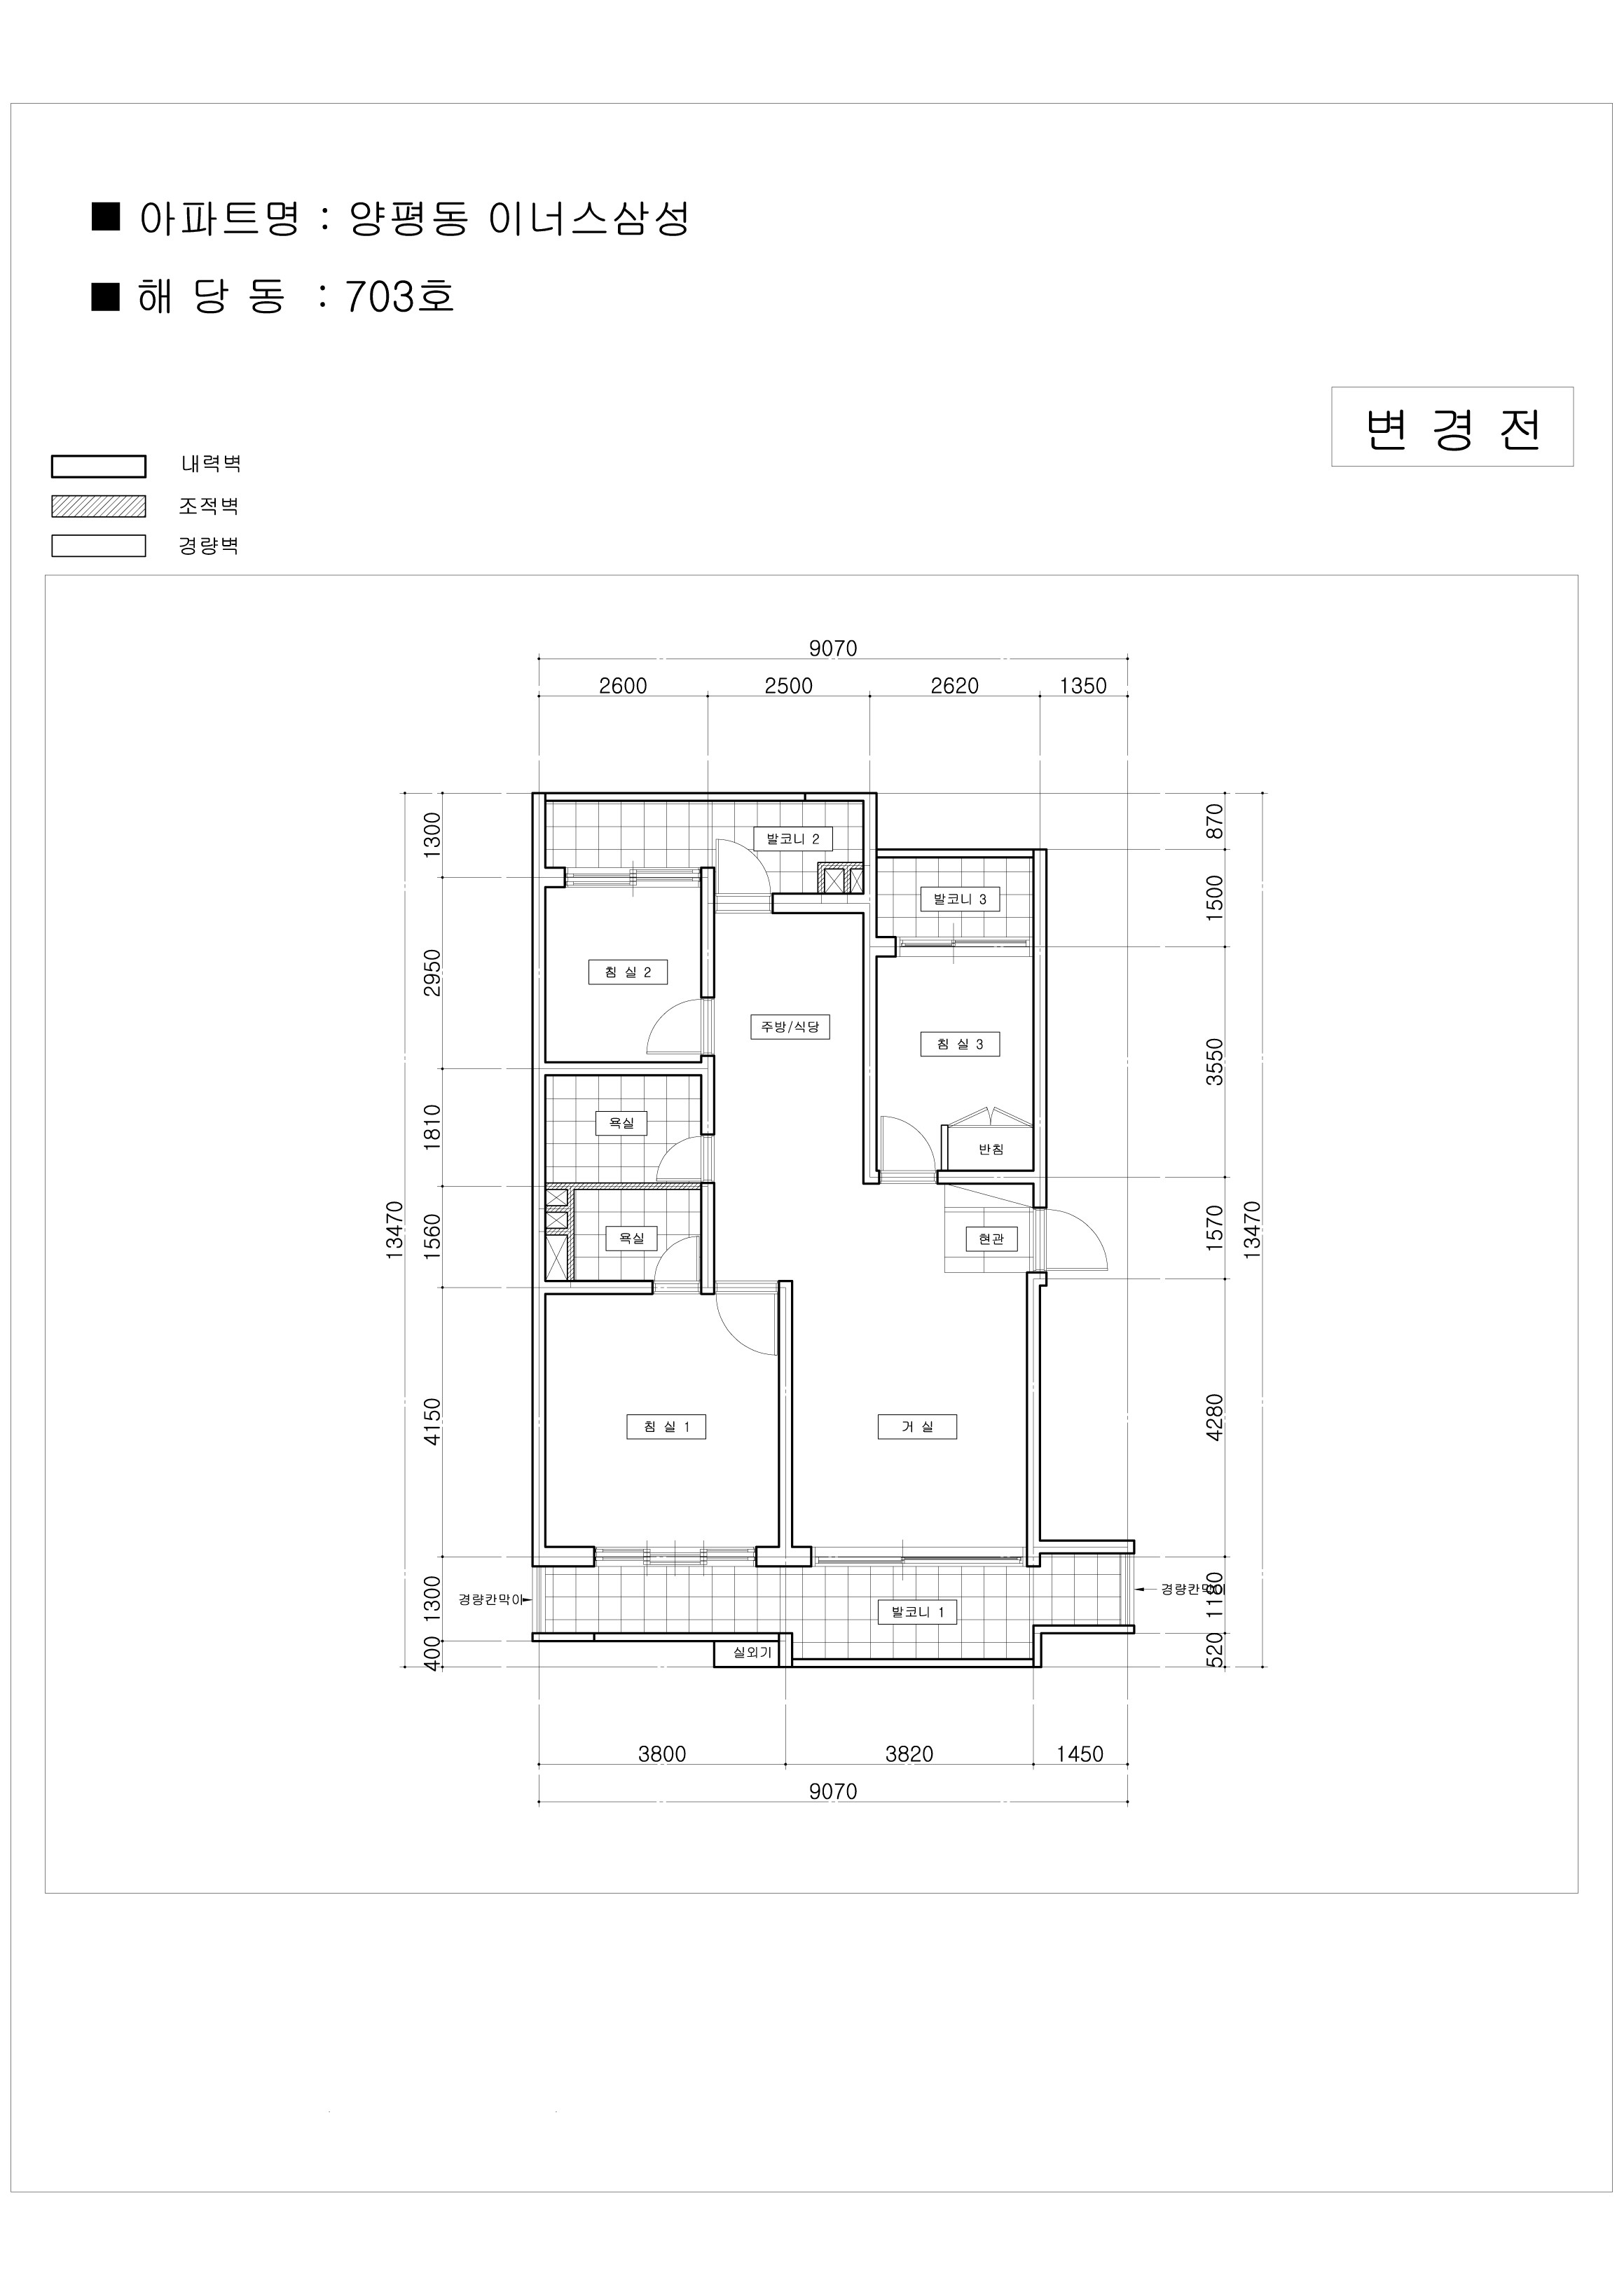 ■ 아파트명 : 양평동 이너스삼성
■ 해 당 동 : 703호
변 경 전
내력벽
조적벽
경량벽
9070
2600 2500 2620 1350
1300
2950
1810
1560
4150
1300
400
13470
870
1500
3550
1570
4280
1180
520
13470
발코니 2
발코니 3
침 실 2
주방/식당
침 실 3
욕실
반침
욕실
현관
침 실 1
거 실
경량칸막이
경량칸막이
발코니 1
실외기
3800 3820 1450
9070